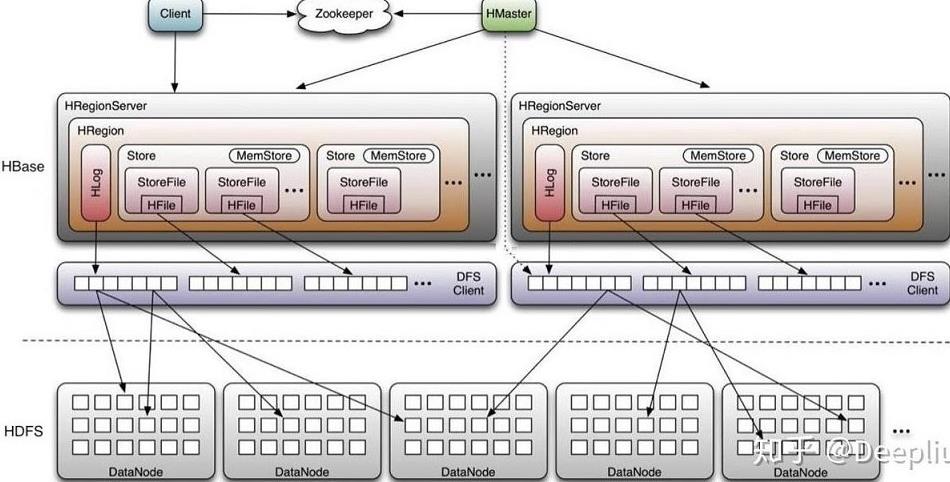 Client
Zookeeper
HMaster
HBase
HRegionServer
HRegion
HLog
Store
MemStore
StoreFile
HFile
StoreFile
HFile
...
Store
MemStore
StoreFile
HFile
...
...
HRegionServer
HRegion
HLog
Store
MemStore
StoreFile
HFile
StoreFile
HFile
...
Store
MemStore
StoreFile
HFile
...
...
...
DFS
Client
...
DFS
Client
HDFS
DataNode
DataNode
DataNode
DataNode
DataNode
...
知乎 @Deepliu